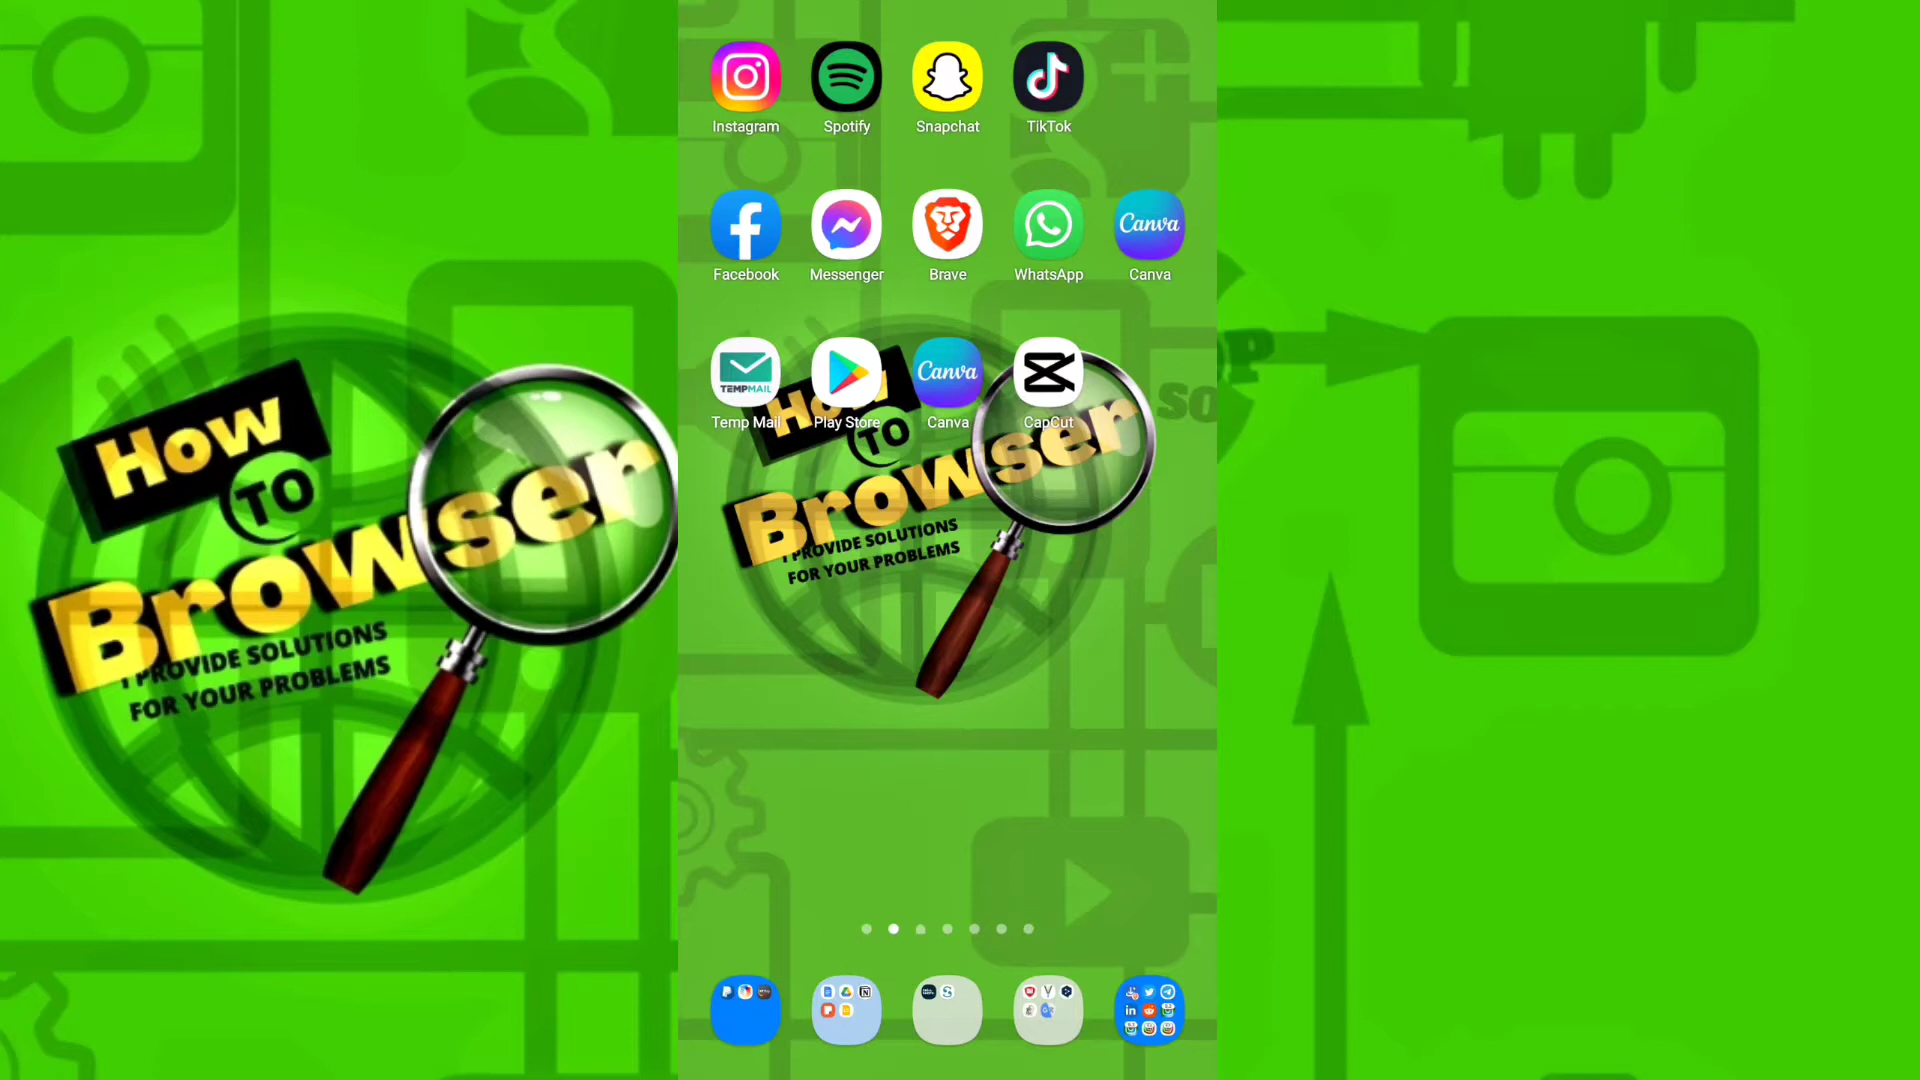 Instagram
Spotify
Snapchat
TikTok
Facebook
Messenger
Brave
WhatsApp
Canva
Canva
TEMPMAIL
Temp Mail
Play Store
Canva
Canva
CapCut
How
TO
Browser
I PROVIDE SOLUTIONS
FOR YOUR PROBLEMS
How
TO
Browser
I PROVIDE SOLUTIONS
FOR YOUR PROBLEMS